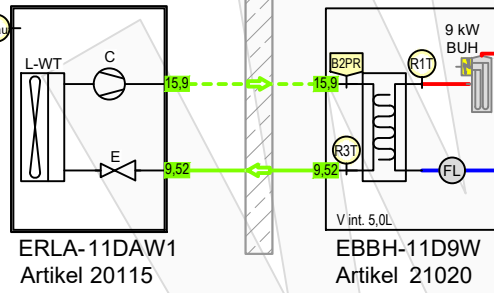 9 kW
BUH
L-WT
C
B2PR
R1T
15,9
15,9
E
R3T
9,52
9,52
FL
V int. 5,0L
ERLA-11DAW1
EBBH-11D9W
Artikel 20115
Artikel 21020